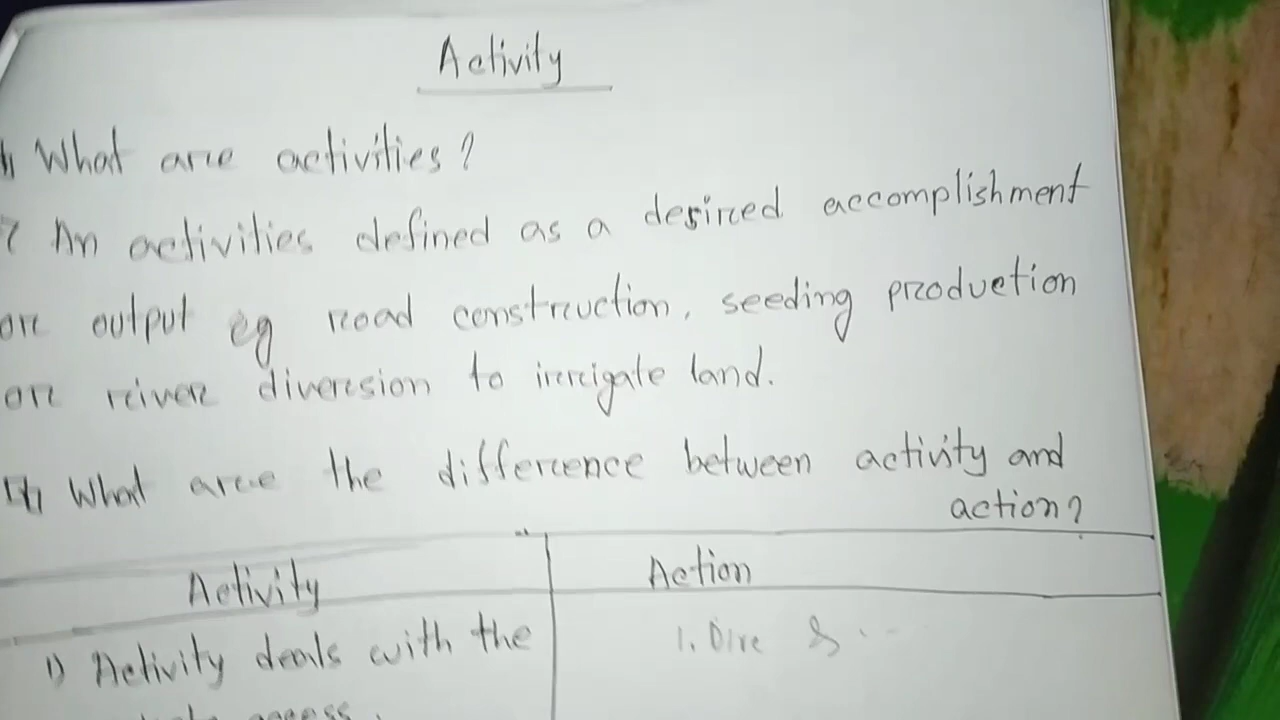 Activity
What are activities?
An activities defined as a desired accomplishment
or output eg road construction, seeding production
or river diversion to irrigate land.
What are the difference between activity and
action?
Activity
Action
1) Activity deals with the
1. Dire &